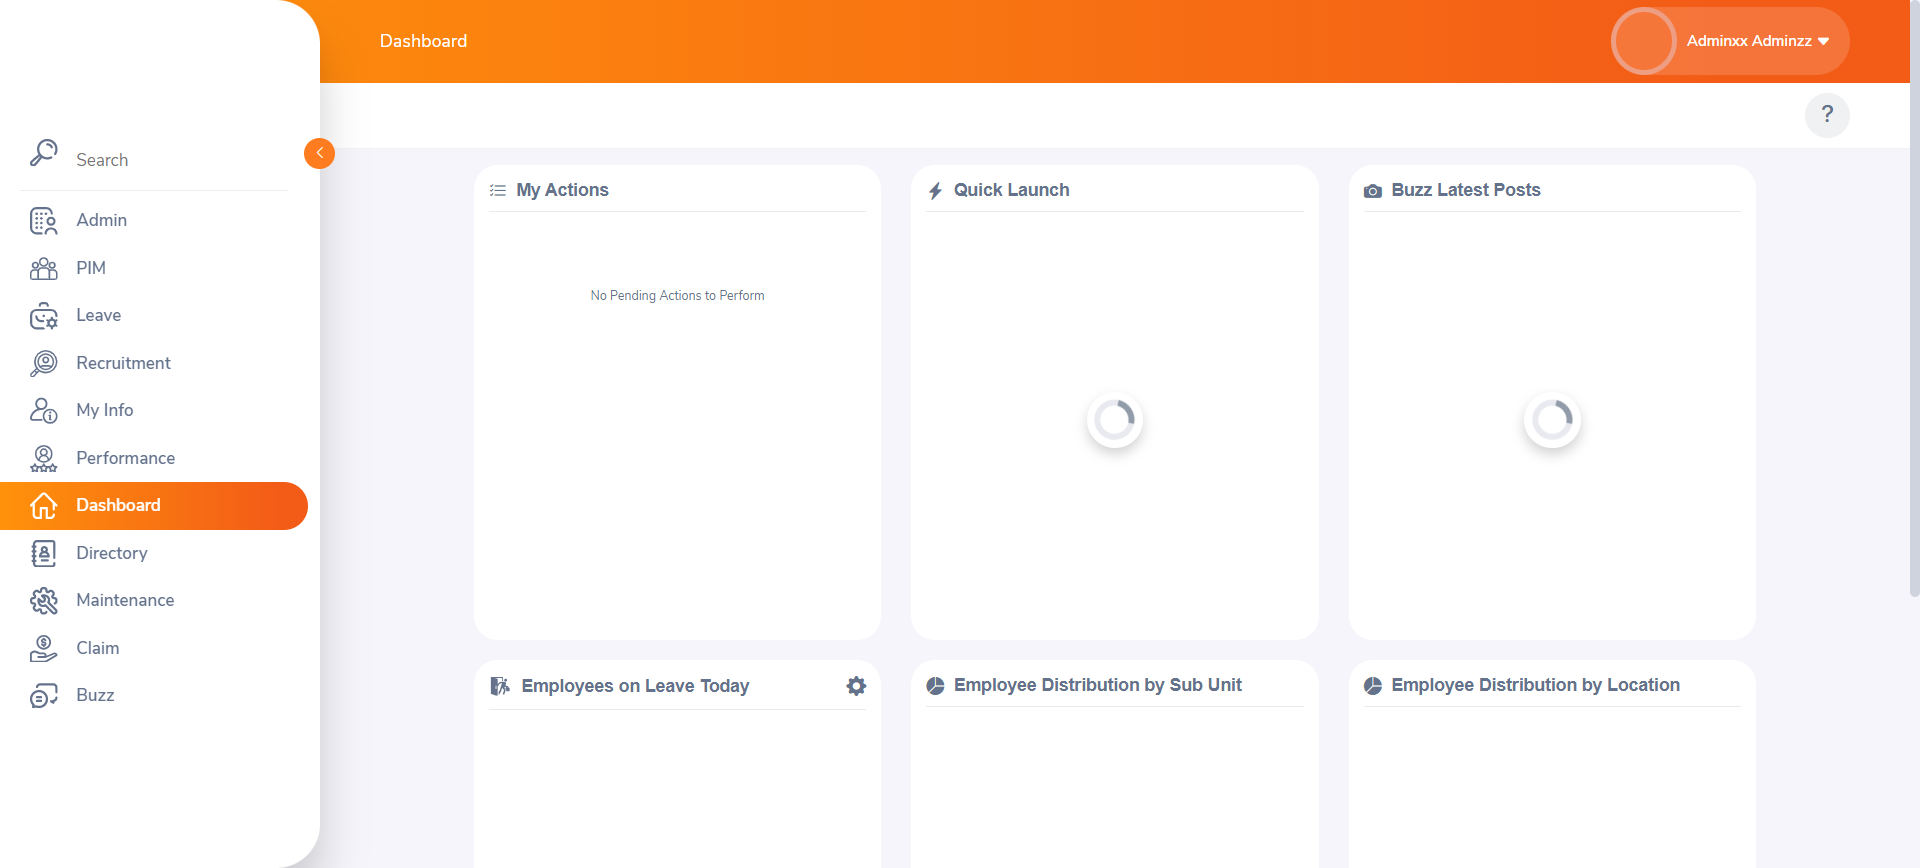 Dashboard
Adminxx Adminzz
?
Search
Admin
PIM
Leave
Recruitment
My Info
Performance
Dashboard
Directory
Maintenance
Claim
Buzz
My Actions
No Pending Actions to Perform
Quick Launch
Buzz Latest Posts
Employees on Leave Today
Employee Distribution by Sub Unit
Employee Distribution by Location